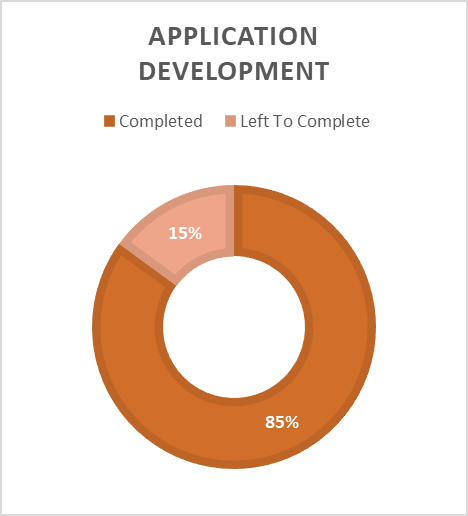 APPLICATION
DEVELOPMENT
Completed Left To Complete
15%
85%